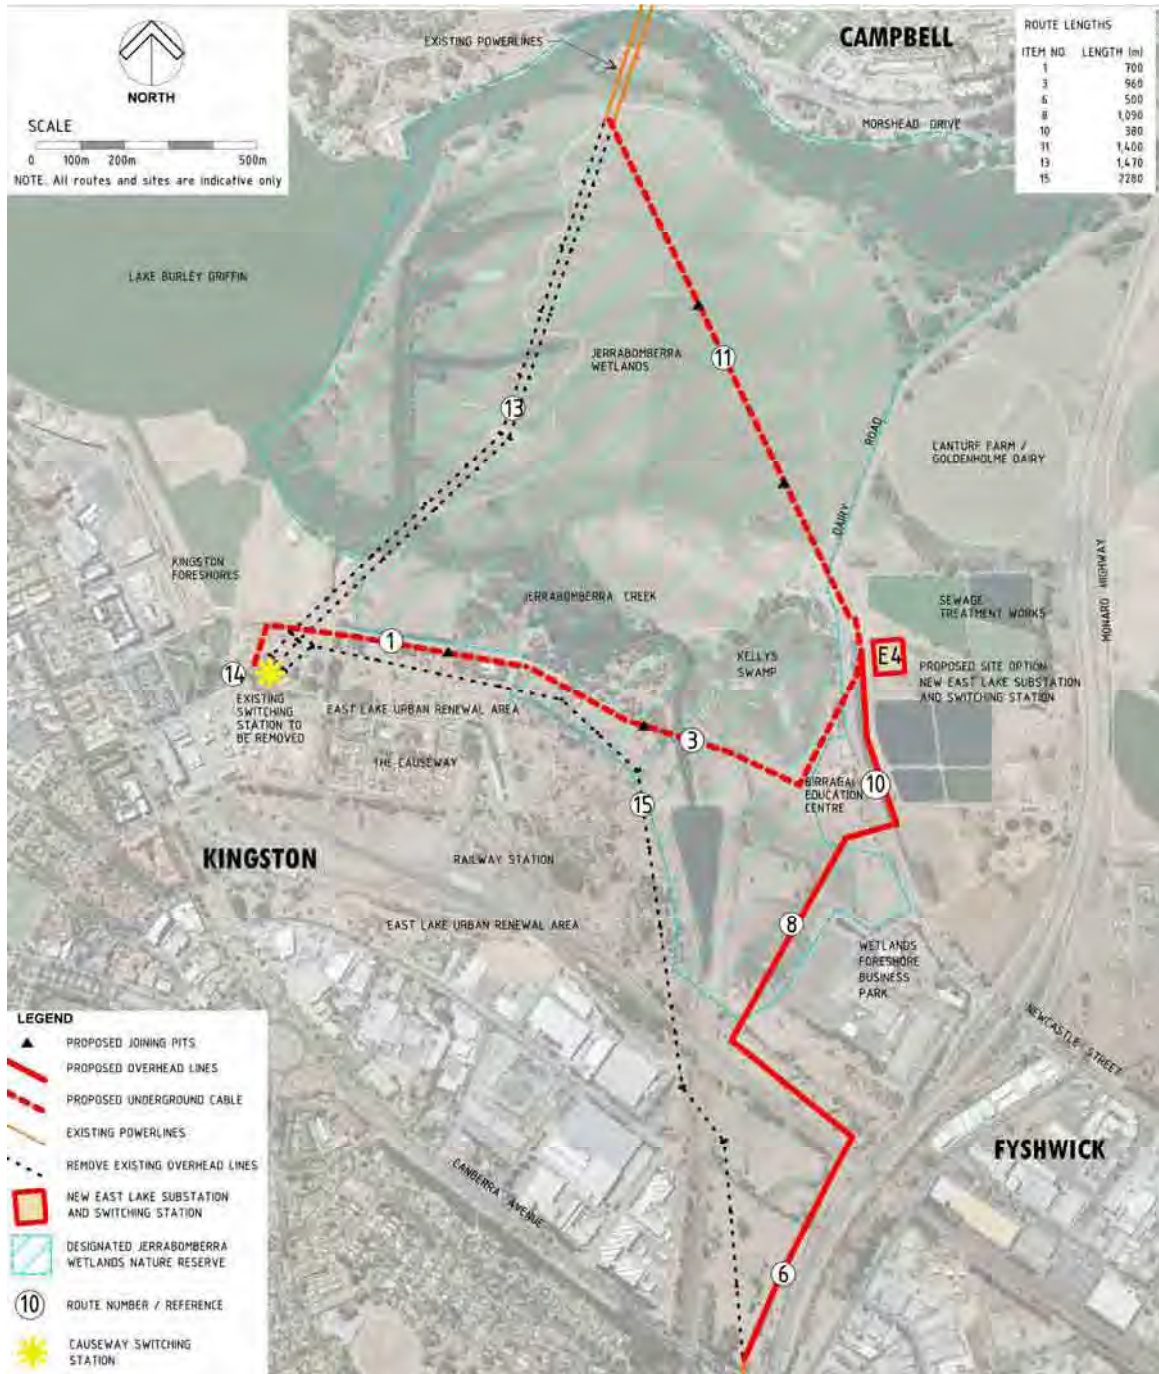 EXISTING POWERLINES
CAMPBELL
ROUTE LENGTHS
ITEM NO. LENGTH (m)
1 700
3 960
6 500
8 1,090
10 380
11 1,400
13 1,470
15 2280
NORTH
SCALE
0 100m 200m 500m
NOTE. All routes and sites are indicative only
MORSHEAD DRIVE
LAKE BURLEY GRIFFIN
JERRABOMBERRA
WETLANDS
11
13
DAIRY ROAD
CANTURF FARM /
GOLDENHOLME DAIRY
MONARO HIGHWAY
KINGSTON
FORESHORES
JERRABOMBERRA CREEK
SEWAGE
TREATMENT WORKS
1
KELLYS
SWAMP
E4
PROPOSED SITE OPTION
NEW EAST LAKE SUBSTATION
AND SWITCHING STATION
14
EXISTING
SWITCHING
STATION TO
BE REMOVED
EAST LAKE URBAN RENEWAL AREA
3
THE CAUSEWAY
BIRRAGAI
EDUCATION
CENTRE
10
15
KINGSTON
RAILWAY STATION
EAST LAKE URBAN RENEWAL AREA
8
WETLANDS
FORESHORE
BUSINESS
PARK
NEWCASTLE STREET
FYSHWICK
CANBERRA AVENUE
6
LEGEND
PROPOSED JOINING PITS
PROPOSED OVERHEAD LINES
PROPOSED UNDERGROUND CABLE
EXISTING POWERLINES
REMOVE EXISTING OVERHEAD LINES
NEW EAST LAKE SUBSTATION
AND SWITCHING STATION
DESIGNATED JERRABOMBERRA
WETLANDS NATURE RESERVE
10 ROUTE NUMBER / REFERENCE
CAUSEWAY SWITCHING
STATION